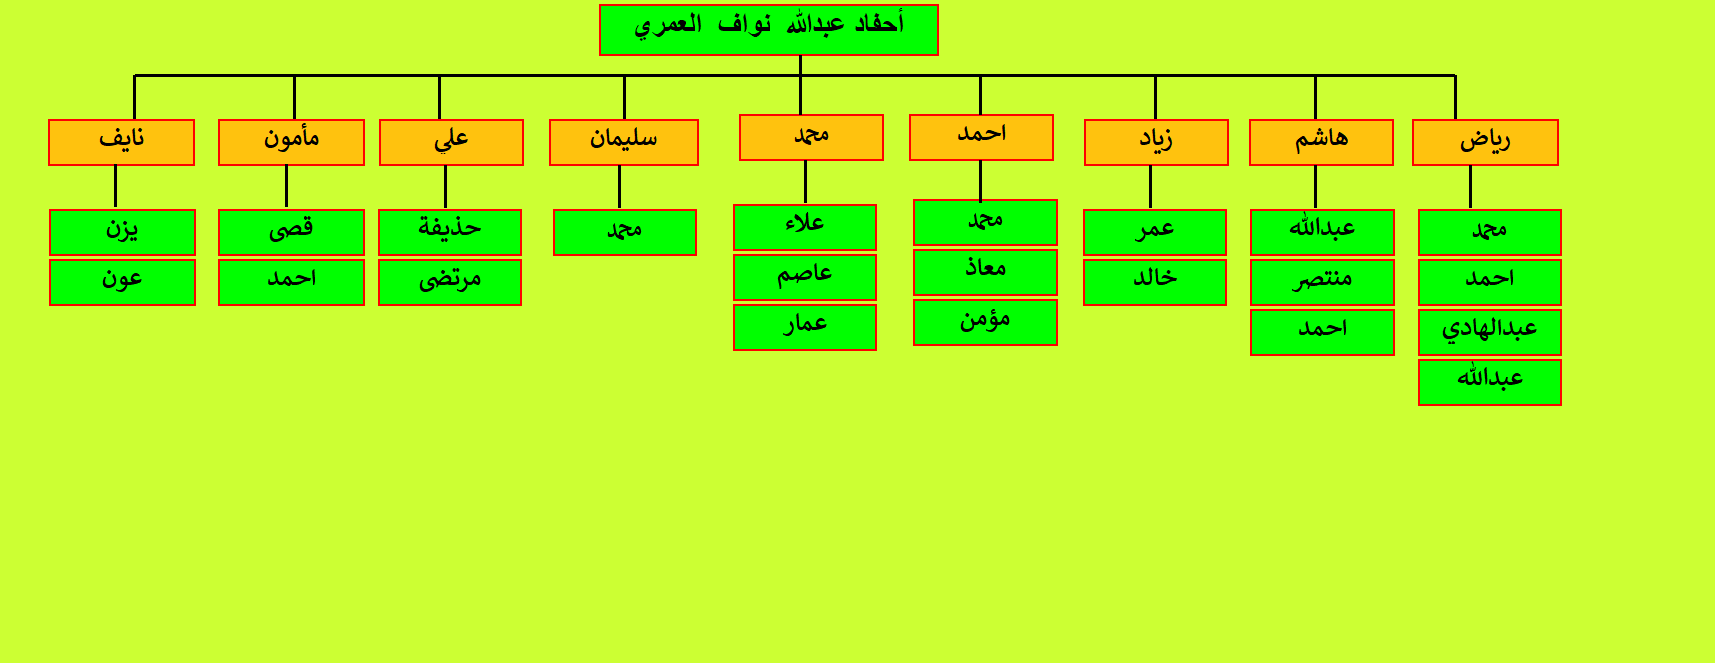 أحفاد عبدالله نواف العمري
رياض
هاشم
زياد
احمد
محمد
سليمان
علي
مأمون
نايف
محمد
احمد
عبدالهادي
عبدالله
عبدالله
منتصر
احمد
عمر
خالد
محمد
معاذ
مؤمن
علاء
عاصم
عمار
محمد
حذيفة
مرتضى
قصى
احمد
يزن
عون